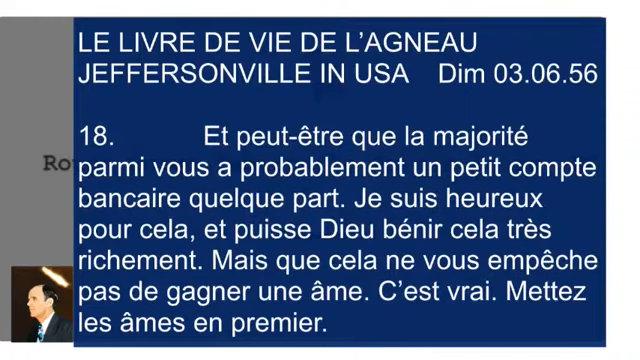 LE LIVRE DE VIE DE L'AGNEAU
JEFFERSONVILLE IN USA Dim 03.06.56
18. Et peut-être que la majorité
parmi vous a probablement un petit compte
bancaire quelque part. Je suis heureux
pour cela, et puisse Dieu bénir cela très
richement. Mais que cela ne vous empêche
pas de gagner une âme. C'est vrai. Mettez
les âmes en premier.